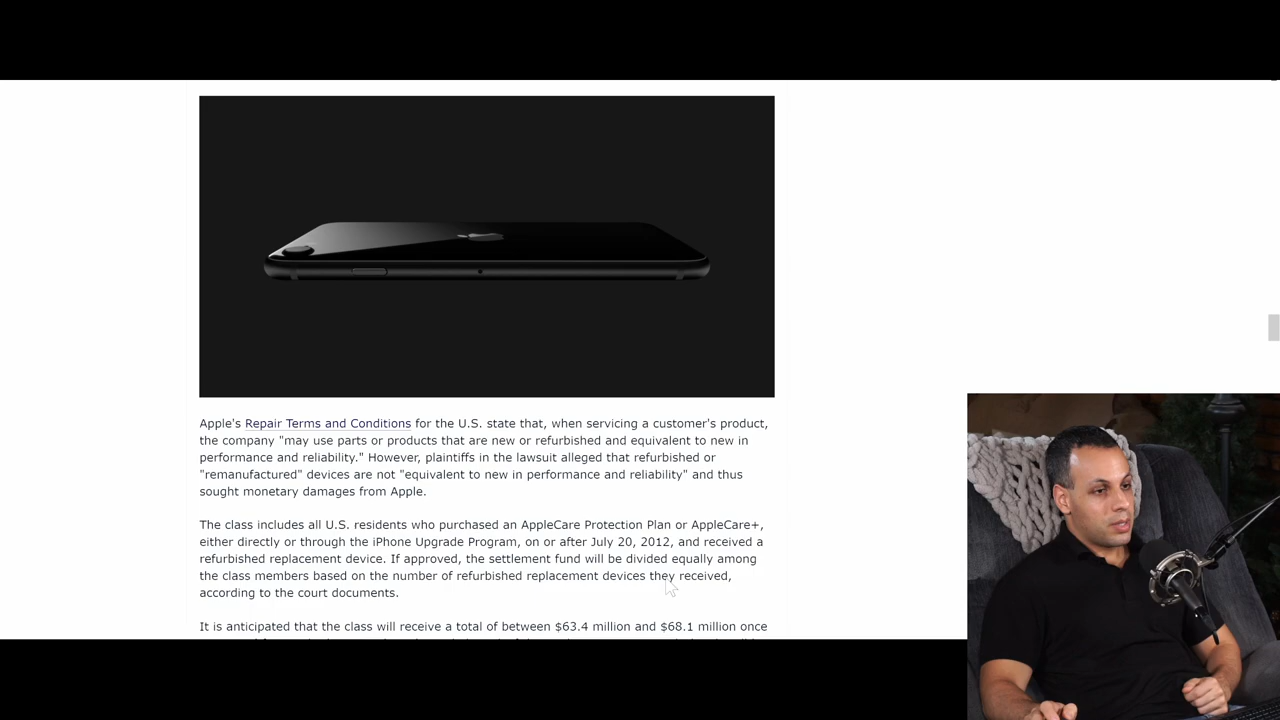 Apple's Repair Terms and Conditions for the U.S. state that, when servicing a customer's product,
the company "may use parts or products that are new or refurbished and equivalent to new in
performance and reliability." However, plaintiffs in the lawsuit alleged that refurbished or
"remanufactured" devices are not "equivalent to new in performance and reliability" and thus
sought monetary damages from Apple.
The class includes all U.S. residents who purchased an AppleCare Protection Plan or AppleCare+,
either directly or through the iPhone Upgrade Program, on or after July 20, 2012, and received a
refurbished replacement device. If approved, the settlement fund will be divided equally among
the class members based on the number of refurbished replacement devices they received,
according to the court documents.
It is anticipated that the class will receive a total of between $63.4 million and $68.1 million once